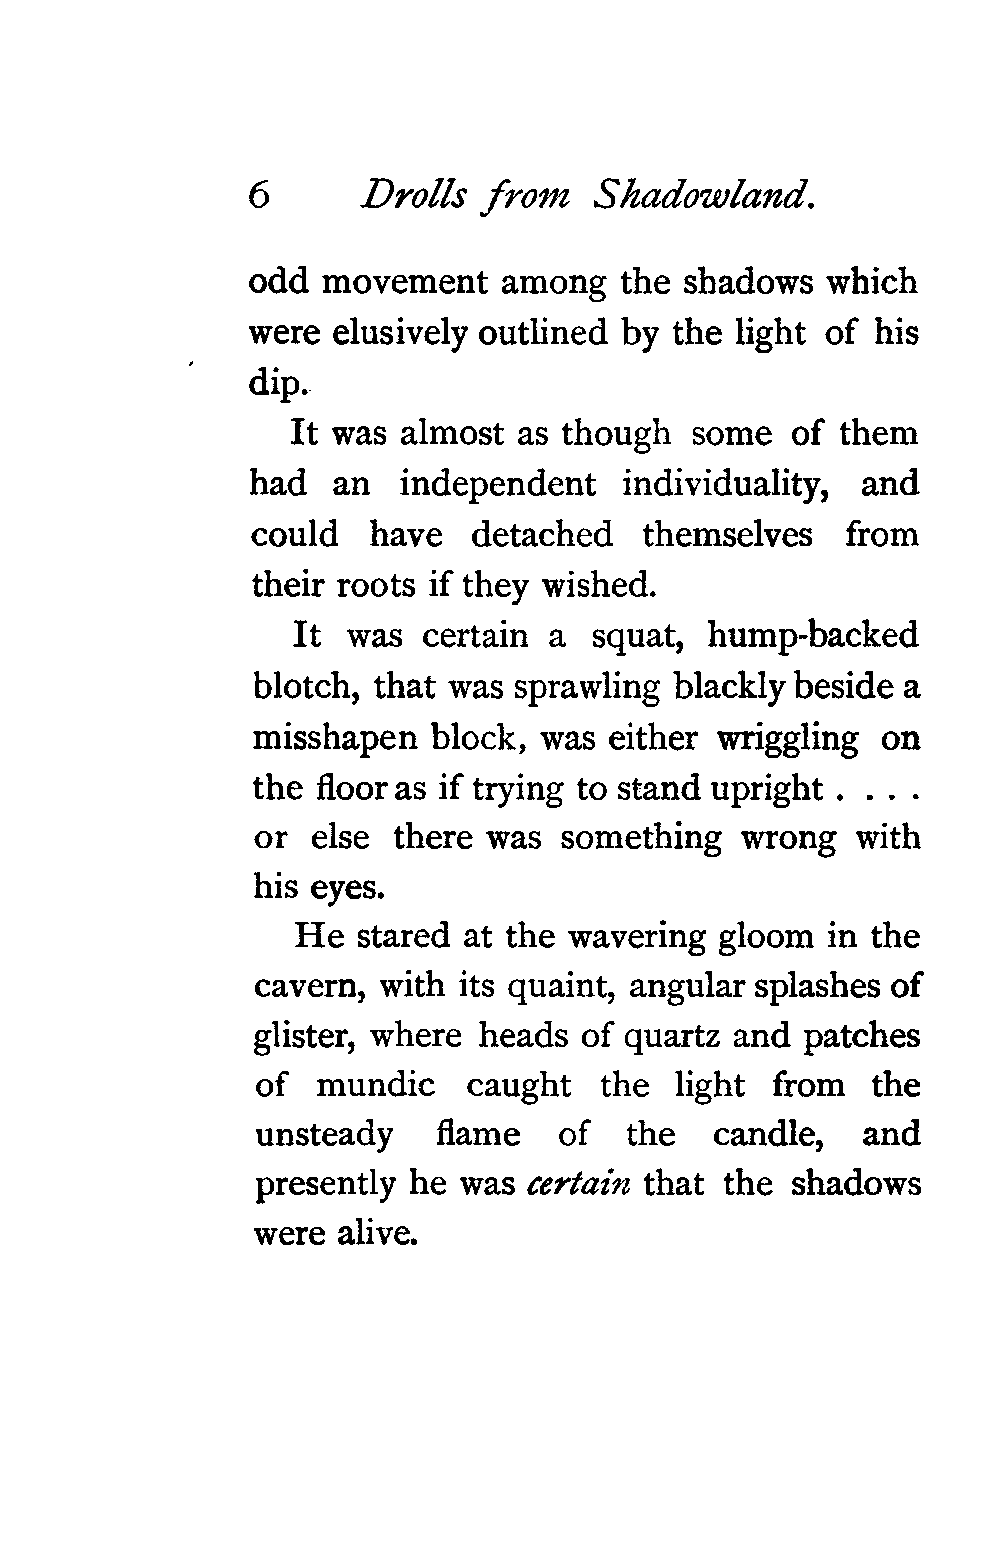 6 Drolls from Shadowland.
odd movement among the shadows which
were elusively outlined by the light of his
dip.
It was almost as though some of them
had an independent individuality, and
could have detached themselves from
their roots if they wished.
It was certain a squat, hump-backed
blotch, that was sprawling blackly beside a
misshapen block, was either wriggling on
the floor as if trying to stand upright . . . .
or else there was something wrong with
his eyes.
He stared at the wavering gloom in the
cavern, with its quaint, angular splashes of
glister, where heads of quartz and patches
of mundic caught the light from the
unsteady flame of the candle, and
presently he was certain that the shadows
were alive.